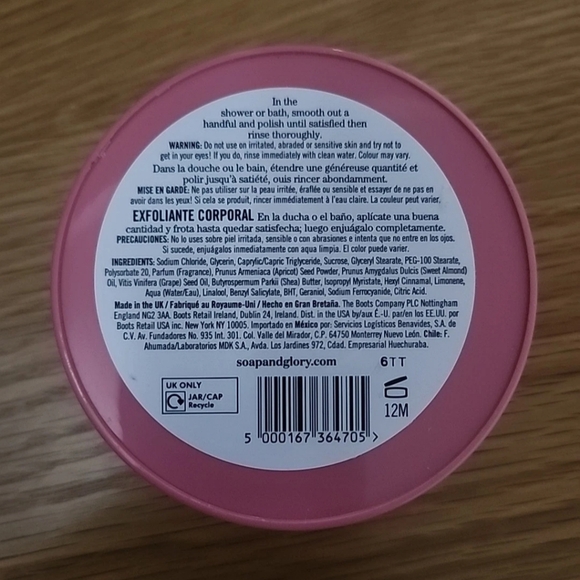 In the
shower or bath, smooth out a
handful and polish until satisfied then
rinse thoroughly.
WARNING: Do not use on irritated, abraded or sensitive skin and try not to
get in your eyes! If you do, rinse immediately with clean water. Colour may vary.
Dans la douche ou le bain, étendre une généreuse quantité et
polir jusqu'à satiété, puis rincer abondamment.
MISE EN GARDE: Ne pas utiliser sur la peau irritée, éraflée ou sensible et essayer de ne pas en
avoir dans les yeux! Si cela se produit, rincer immédiatement à l'eau claire. La couleur peut varier.
EXFOLIANTE CORPORAL En la ducha o el baño, aplícate una buena
cantidad y frota hasta quedar satisfecha; luego enjuágalo completamente.
PRECAUCIONES: No lo uses sobre piel irritada, sensible o con abrasiones e intenta que no entre en los ojos.
Si sucede, enjuágalos inmediatamente con agua limpia. El color puede variar.
INGREDIENTS: Sodium Chloride, Glycerin, Caprylic/Capric Triglyceride, Sucrose, Glyceryl Stearate, PEG-100 Stearate,
Polysorbate 20, Parfum (Fragrance), Prunus Armeniaca (Apricot) Seed Powder, Prunus Amygdalus Dulcis (Sweet Almond)
Oil, Vitis Vinifera (Grape) Seed Oil, Butyrospermum Parkii (Shea) Butter, Isopropyl Myristate, Hexyl Cinnamal, Limonene,
Aqua (Water/Eau), Linalool, Benzyl Salicylate, BHT, Geraniol, Sodium Ferrocyanide, Citric Acid.
Made in the UK / Fabriqué au Royaume-Uni / Hecho en Gran Bretaña. The Boots Company PLC Nottingham
England NG2 3AA. Boots Retail Ireland, Dublin 24, Ireland. Dist. in the USA by/aux É.-U. par/en los EE.UU. por
Boots Retail USA inc. New York NY 10005. Importado en México por: Servicios Logísticos Benavides, S.A. de
C.V. Av. Fundadores No. 935 Int. 301. Col. Valle del Mirador, C.P. 64750 Monterrey Nuevo León. Chile: F.
Ahumada/Laboratorios MDK S.A., Avda. Los Jardines 972, Cdad. Empresarial Huechuraba.
soapandglory.com 6TT
UK ONLY
JAR/CAP
Recycle
12M
5 000167 364705 >